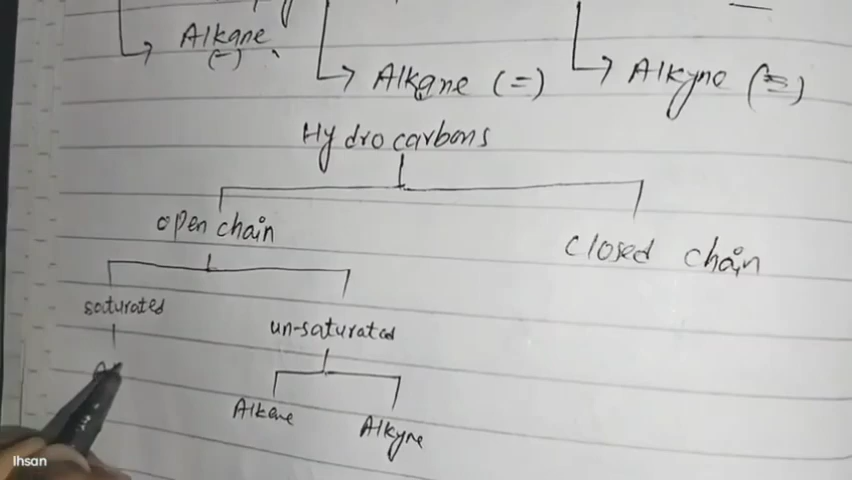 Alkane
(-)
Alkane (=)
Alkyne (≡)
Hydrocarbons
open chain
closed chain
saturated
un-saturated
Alkane
Alkyne
Ihsan